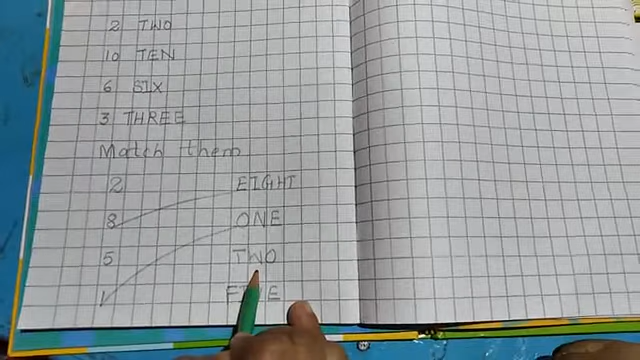 2 TWO
10 TEN
6 SIX
3 THREE
Match them
2 EIGHT
8 ONE
5 TWO
1